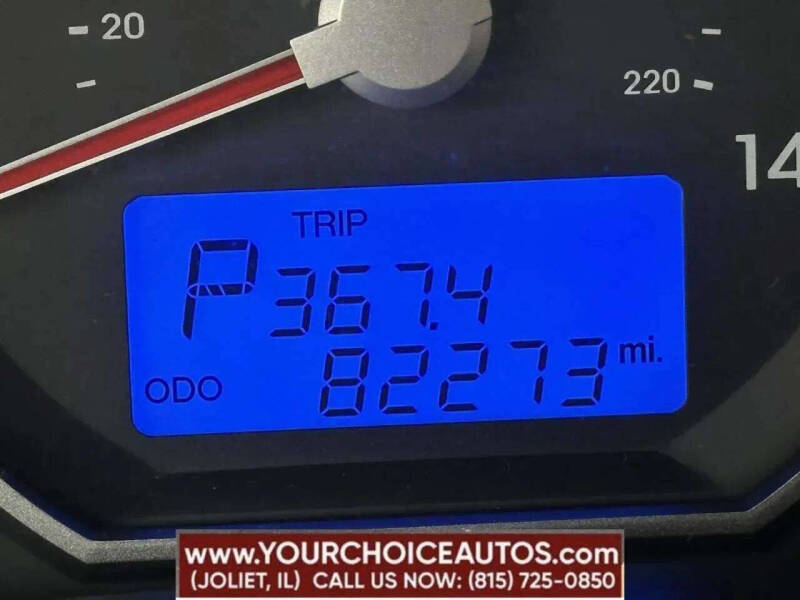 20
220
14
TRIP
P 367.4
ODO 82273 mi.
www.YOURCHOICEAUTOS.com
(JOLIET, IL) CALL US NOW: (815) 725-0850